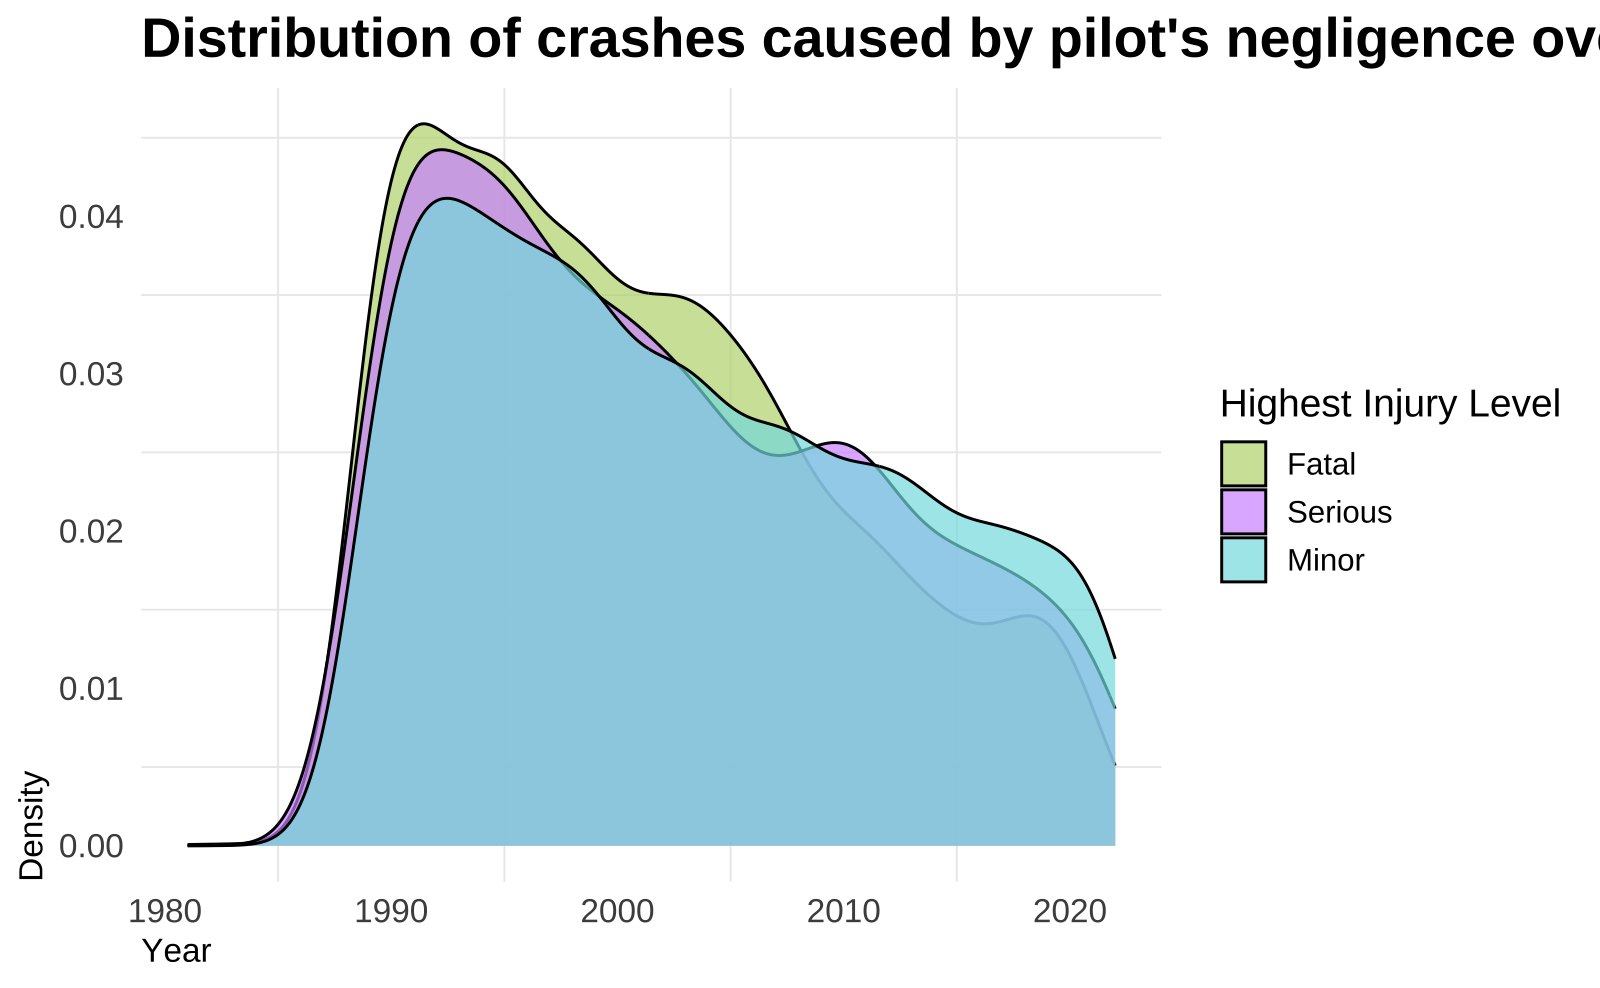 Distribution of crashes caused by pilot's negligence
Density
0.04
0.03
0.02
0.01
0.00
1980 1990 2000 2010 2020
Year
Highest Injury Level
Fatal
Serious
Minor